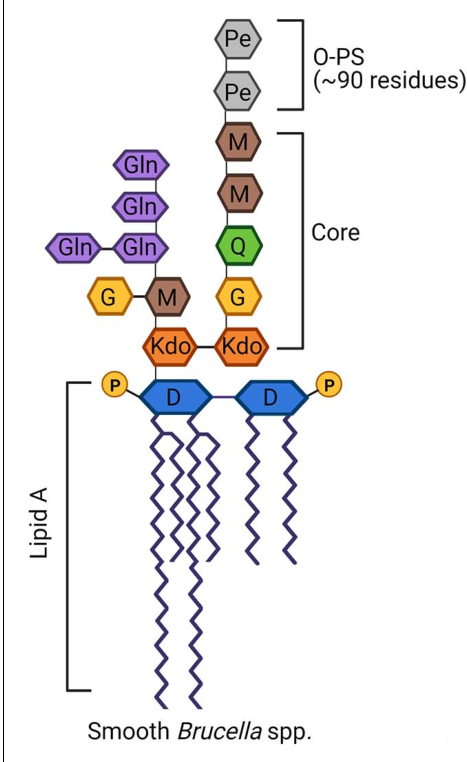 Pe
O-PS
(~90 residues)
Pe
M
Gln
M
Gln
Core
Gln Gln Q
G M G
Kdo Kdo
P D D P
Lipid A
Smooth Brucella spp.